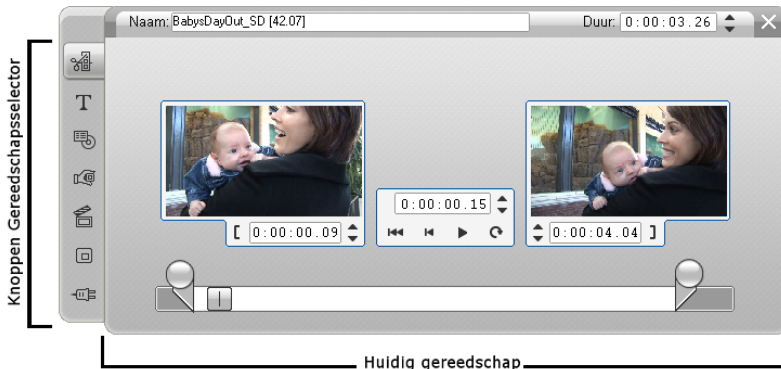 Naam: BabysDayOut_SD [42.07]
Duur: 0:00:03.26
Knoppen Gereedschapsselector
T
0:00:00.15
[ 0:00:00.09
0:00:04.04 ]
Huidig gereedschap